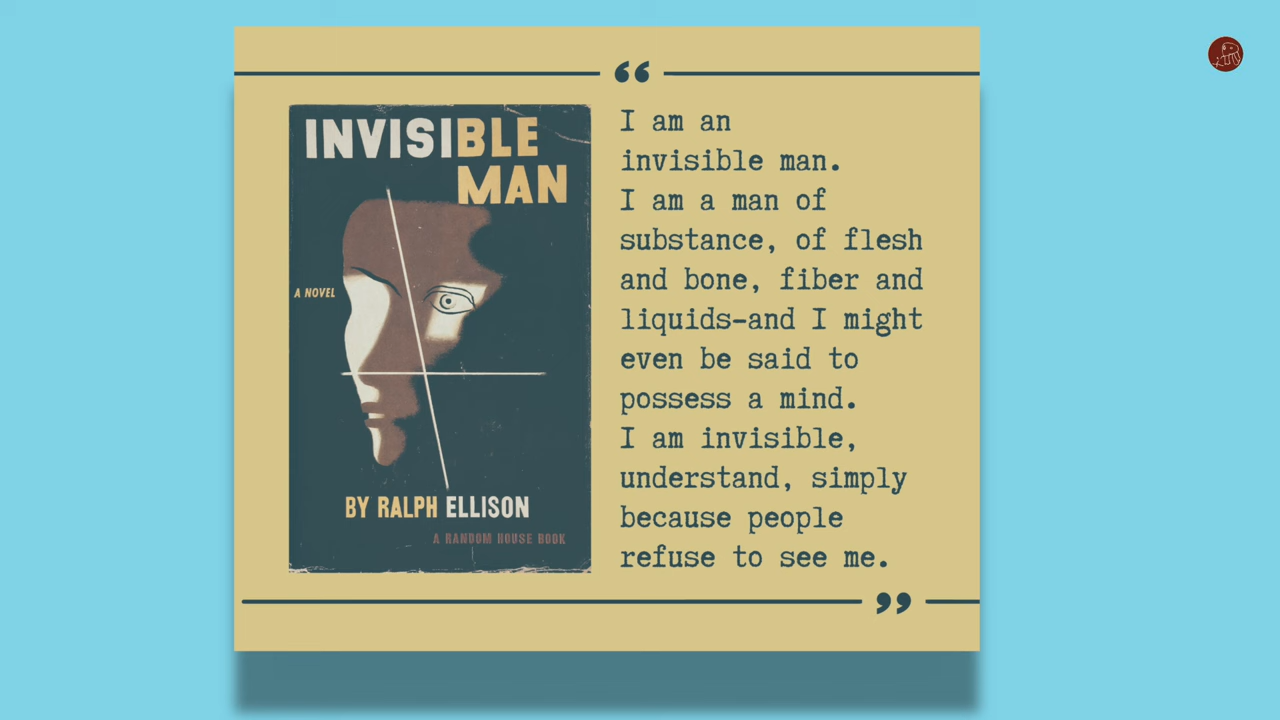 “
INVISIBLE
MAN
A NOVEL
BY RALPH ELLISON
A RANDOM HOUSE BOOK
I am an
invisible man.
I am a man of
substance, of flesh
and bone, fiber and
liquids–and I might
even be said to
possess a mind.
I am invisible,
understand, simply
because people
refuse to see me.
”